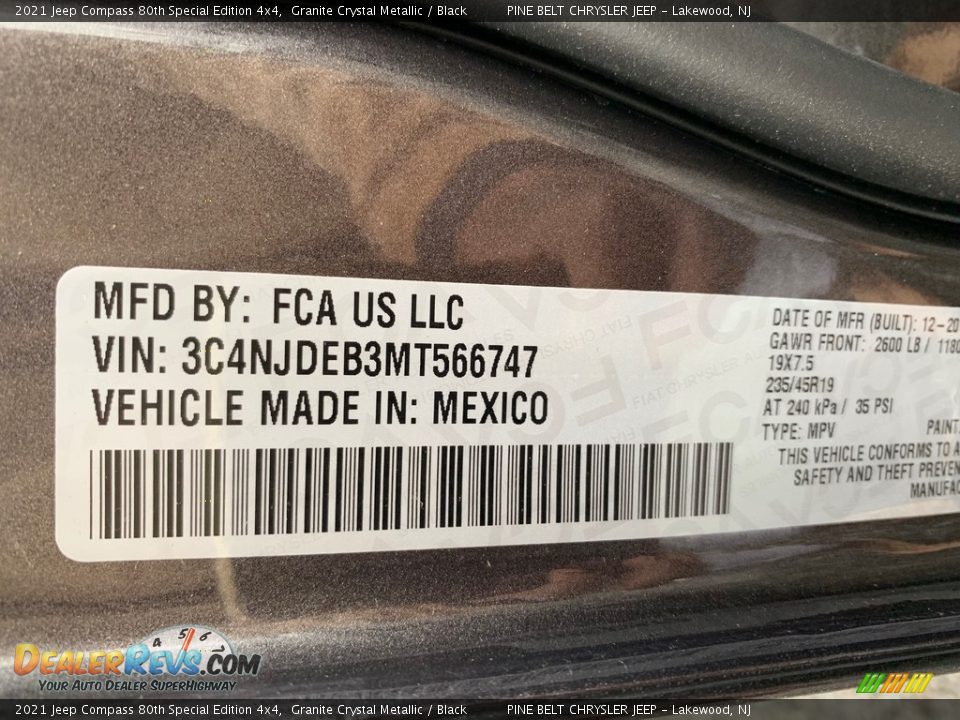 2021 Jeep Compass 80th Special Edition 4x4, Granite Crystal Metallic / Black PINE BELT CHRYSLER JEEP - Lakewood, NJ
MFD BY: FCA US LLC
VIN: 3C4NJDEB3MT566747
VEHICLE MADE IN: MEXICO
DATE OF MFR (BUILT): 12-20
GAWR FRONT: 2600 LB / 1180
19X7.5
235/45R19
AT 240 kPa / 35 PSI
TYPE: MPV PAINT:
THIS VEHICLE CONFORMS TO A
SAFETY AND THEFT PREVEN
MANUFAC
4 5 6
DEALERREVS.COM
YOUR AUTO DEALER SUPERHIGHWAY
2021 Jeep Compass 80th Special Edition 4x4, Granite Crystal Metallic / Black PINE BELT CHRYSLER JEEP - Lakewood, NJ